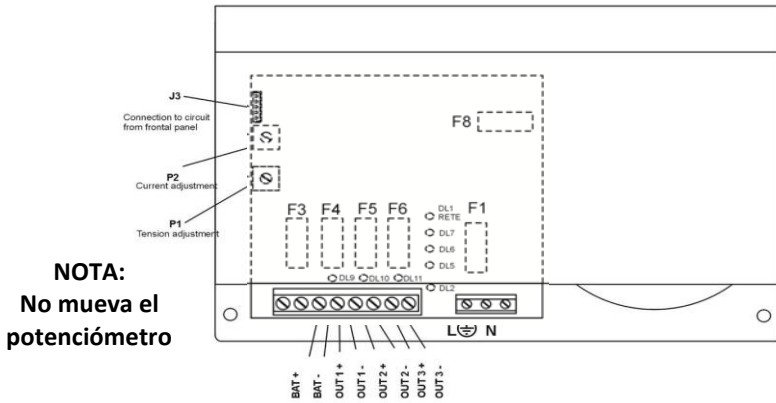 J3
Connection to circuit
from frontal panel
P2
Current adjustment
P1
Tension adjustment
NOTA:
No mueva el
potenciómetro
F8
F3 F4 F5 F6 F1
DL1
RETE
DL7
DL6
DL5
DL9 DL10 DL11
DL2
L N
BAT +
BAT -
OUT 1 +
OUT 1 -
OUT 2 +
OUT 2 -
OUT 3 +
OUT 3 -